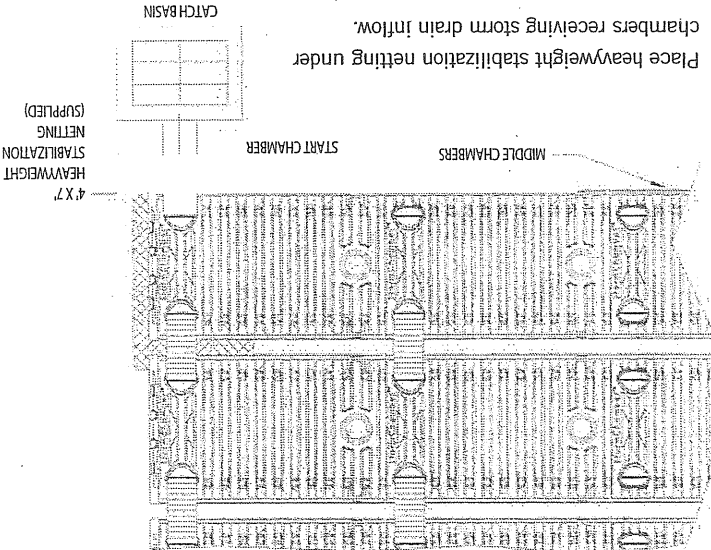 4' X 7'
HEAVYWEIGHT
STABILIZATION
NETTING
(SUPPLIED)
START CHAMBER
MIDDLE CHAMBERS
CATCH BASIN
Place heavyweight stabilization netting under
chambers receiving storm drain inflow.